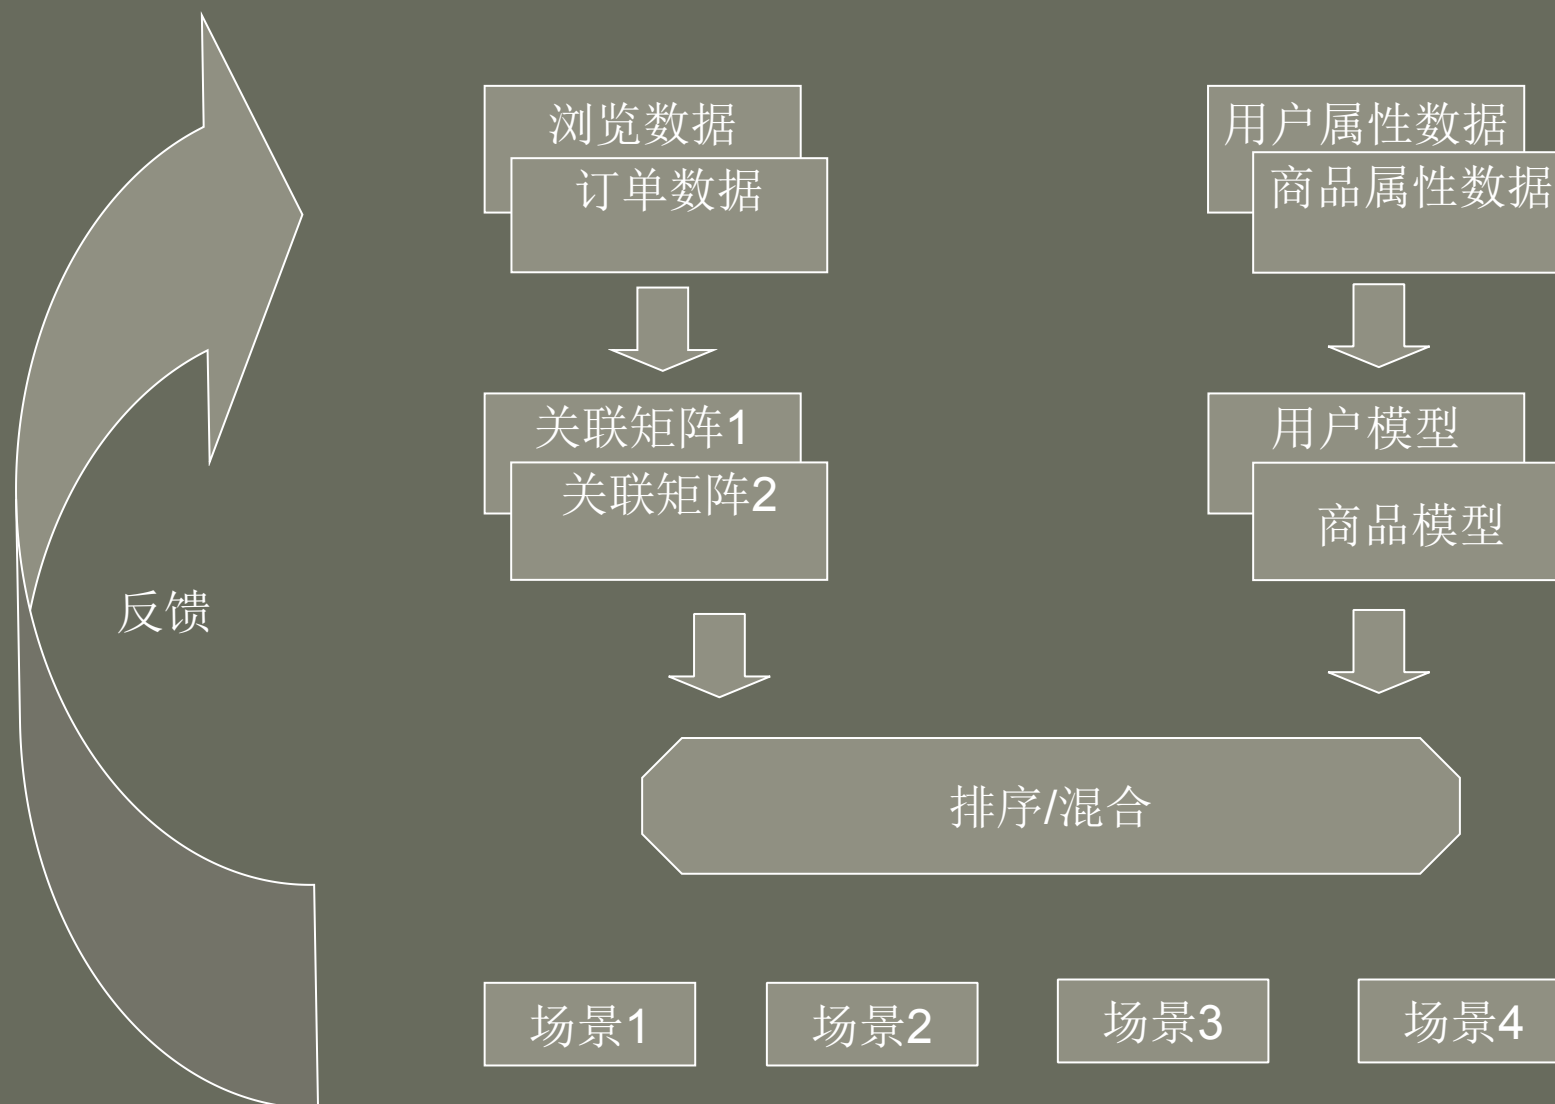 浏览数据
订单数据
用户属性数据
商品属性数据
关联矩阵1
关联矩阵2
用户模型
商品模型
反馈
排序/混合
场景1
场景2
场景3
场景4